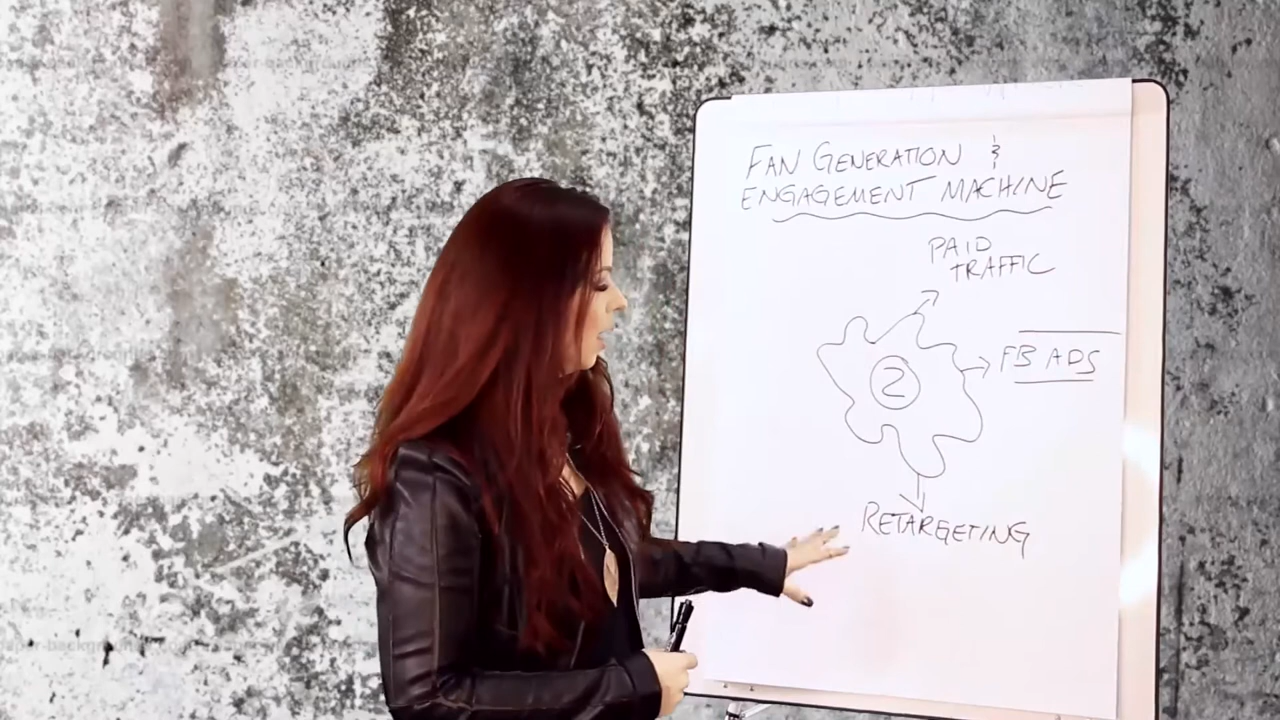 FAN GENERATION &
ENGAGEMENT MACHINE
PAID
TRAFFIC
2
FB ADS
RETARGETING